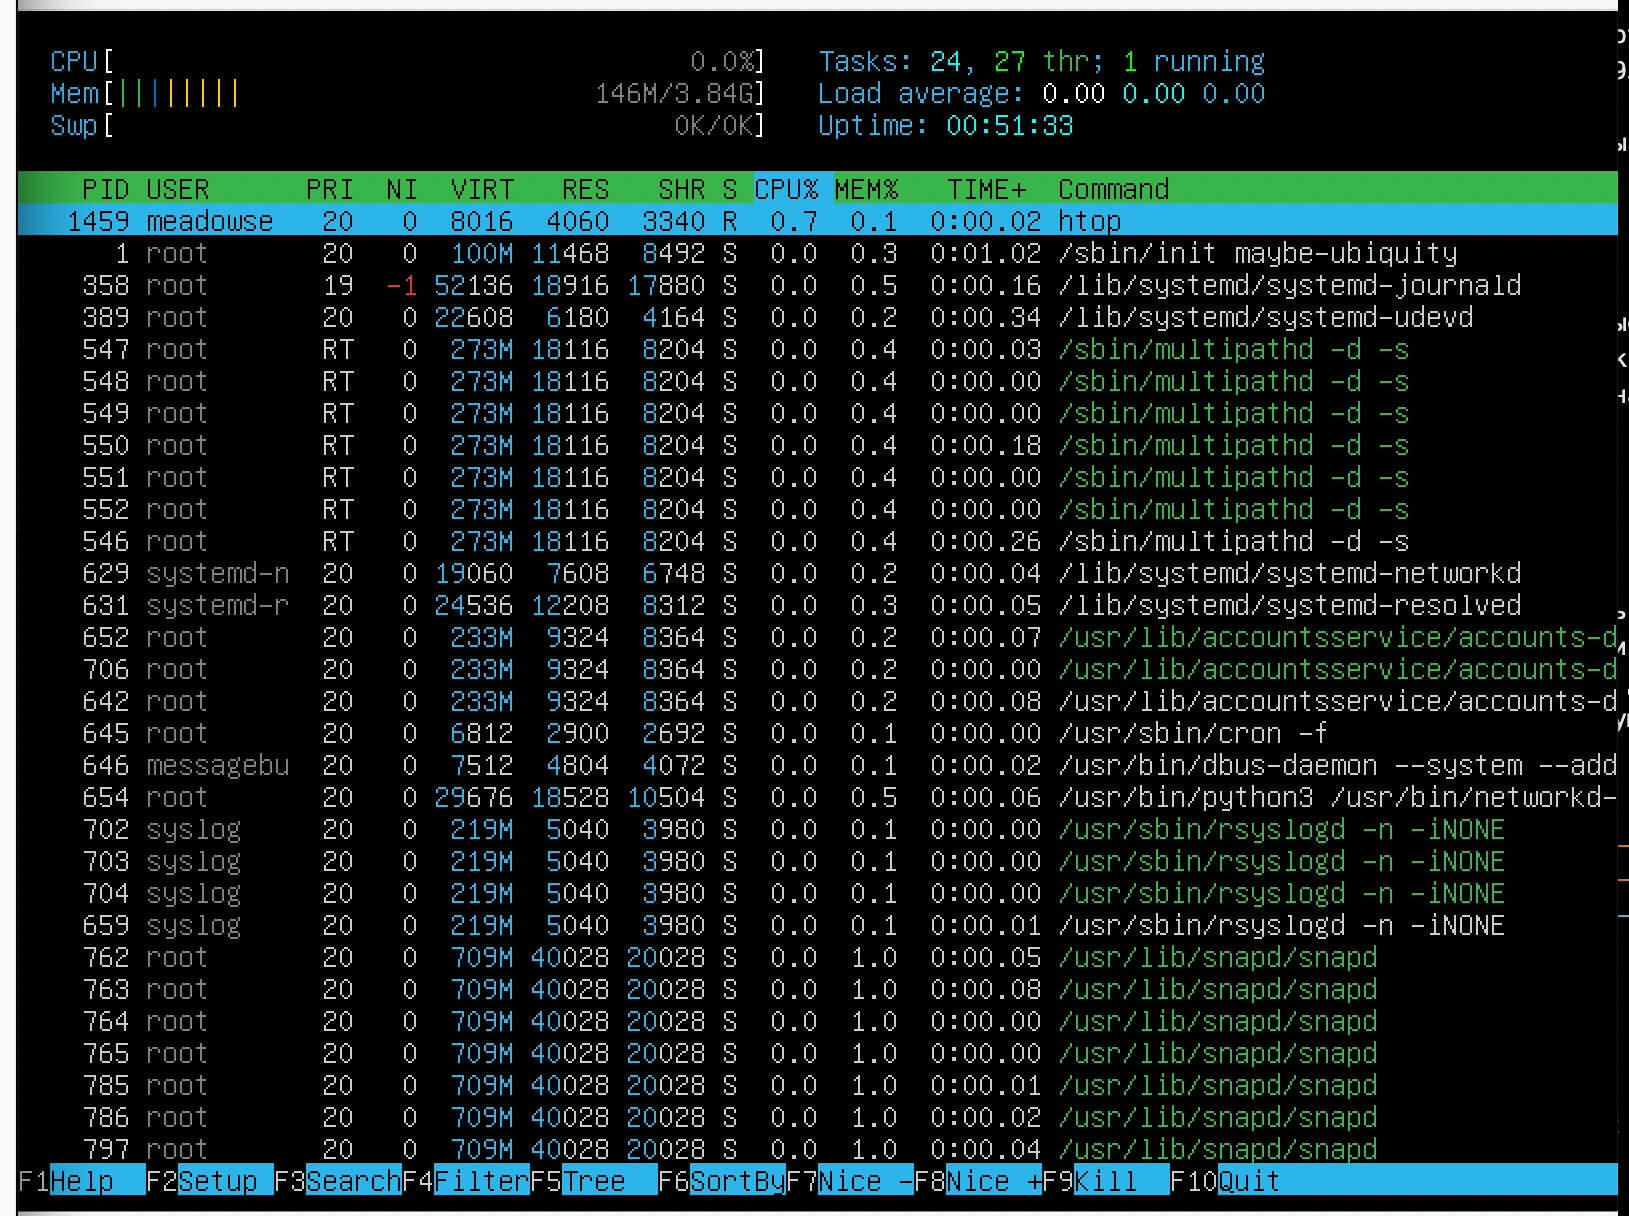 CPU[ 0.0%] Tasks: 24, 27 thr; 1 running
Mem[||||||||| 146M/3.84G] Load average: 0.00 0.00 0.00
Swp[ 0K/0K] Uptime: 00:51:33
PID USER PRI NI VIRT RES SHR S CPU% MEM% TIME+ Command
1459 meadowse 20 0 8016 4060 3340 R 0.7 0.1 0:00.02 htop
1 root 20 0 100M 11468 8492 S 0.0 0.3 0:01.02 /sbin/init maybe-ubiquity
358 root 19 -1 52136 18916 17880 S 0.0 0.5 0:00.16 /lib/systemd/systemd-journald
389 root 20 0 22608 6180 4164 S 0.0 0.2 0:00.34 /lib/systemd/systemd-udevd
547 root RT 0 273M 18116 8204 S 0.0 0.4 0:00.03 /sbin/multipathd -d -s
548 root RT 0 273M 18116 8204 S 0.0 0.4 0:00.00 /sbin/multipathd -d -s
549 root RT 0 273M 18116 8204 S 0.0 0.4 0:00.00 /sbin/multipathd -d -s
550 root RT 0 273M 18116 8204 S 0.0 0.4 0:00.18 /sbin/multipathd -d -s
551 root RT 0 273M 18116 8204 S 0.0 0.4 0:00.00 /sbin/multipathd -d -s
552 root RT 0 273M 18116 8204 S 0.0 0.4 0:00.00 /sbin/multipathd -d -s
546 root RT 0 273M 18116 8204 S 0.0 0.4 0:00.26 /sbin/multipathd -d -s
629 systemd-n 20 0 19060 7608 6748 S 0.0 0.2 0:00.04 /lib/systemd/systemd-networkd
631 systemd-r 20 0 24536 12208 8312 S 0.0 0.3 0:00.05 /lib/systemd/systemd-resolved
652 root 20 0 233M 9324 8364 S 0.0 0.2 0:00.07 /usr/lib/accountsservice/accounts-d
706 root 20 0 233M 9324 8364 S 0.0 0.2 0:00.00 /usr/lib/accountsservice/accounts-d
642 root 20 0 233M 9324 8364 S 0.0 0.2 0:00.08 /usr/lib/accountsservice/accounts-d
645 root 20 0 6812 2900 2692 S 0.0 0.1 0:00.00 /usr/sbin/cron -f
646 messagebu 20 0 7512 4804 4072 S 0.0 0.1 0:00.02 /usr/bin/dbus-daemon --system --add
654 root 20 0 29676 18528 10504 S 0.0 0.5 0:00.06 /usr/bin/python3 /usr/bin/networkd-
702 syslog 20 0 219M 5040 3980 S 0.0 0.1 0:00.01 /usr/sbin/rsyslogd -n -iNONE
703 syslog 20 0 219M 5040 3980 S 0.0 0.1 0:00.00 /usr/sbin/rsyslogd -n -iNONE
704 syslog 20 0 219M 5040 3980 S 0.0 0.1 0:00.00 /usr/sbin/rsyslogd -n -iNONE
659 syslog 20 0 219M 5040 3980 S 0.0 0.1 0:00.01 /usr/sbin/rsyslogd -n -iNONE
762 root 20 0 709M 40028 20028 S 0.0 1.0 0:00.05 /usr/lib/snapd/snapd
763 root 20 0 709M 40028 20028 S 0.0 1.0 0:00.08 /usr/lib/snapd/snapd
764 root 20 0 709M 40028 20028 S 0.0 1.0 0:00.00 /usr/lib/snapd/snapd
765 root 20 0 709M 40028 20028 S 0.0 1.0 0:00.00 /usr/lib/snapd/snapd
785 root 20 0 709M 40028 20028 S 0.0 1.0 0:00.01 /usr/lib/snapd/snapd
786 root 20 0 709M 40028 20028 S 0.0 1.0 0:00.02 /usr/lib/snapd/snapd
797 root 20 0 709M 40028 20028 S 0.0 1.0 0:00.04 /usr/lib/snapd/snapd
F1Help F2Setup F3SearchF4FilterF5Tree F6SortByF7Nice -F8Nice +F9Kill F10Quit